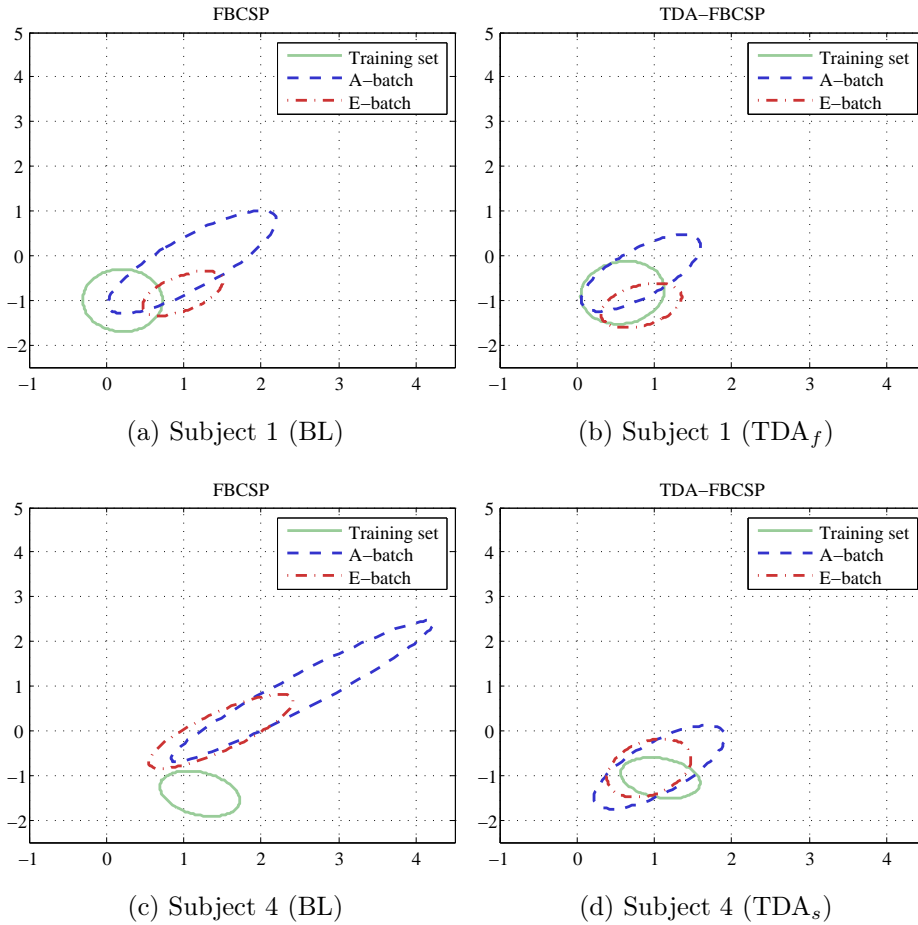 FBCSP
5
4
3
2
1
0
−1
−2
−1
0
1
2
3
4
Training set
A−batch
E−batch
(a) Subject 1 (BL)
TDA−FBCSP
5
4
3
2
1
0
−1
−2
−1
0
1
2
3
4
Training set
A−batch
E−batch
(b) Subject 1 (TDA_f)
FBCSP
5
4
3
2
1
0
−1
−2
−1
0
1
2
3
4
Training set
A−batch
E−batch
(c) Subject 4 (BL)
TDA−FBCSP
5
4
3
2
1
0
−1
−2
−1
0
1
2
3
4
Training set
A−batch
E−batch
(d) Subject 4 (TDA_s)